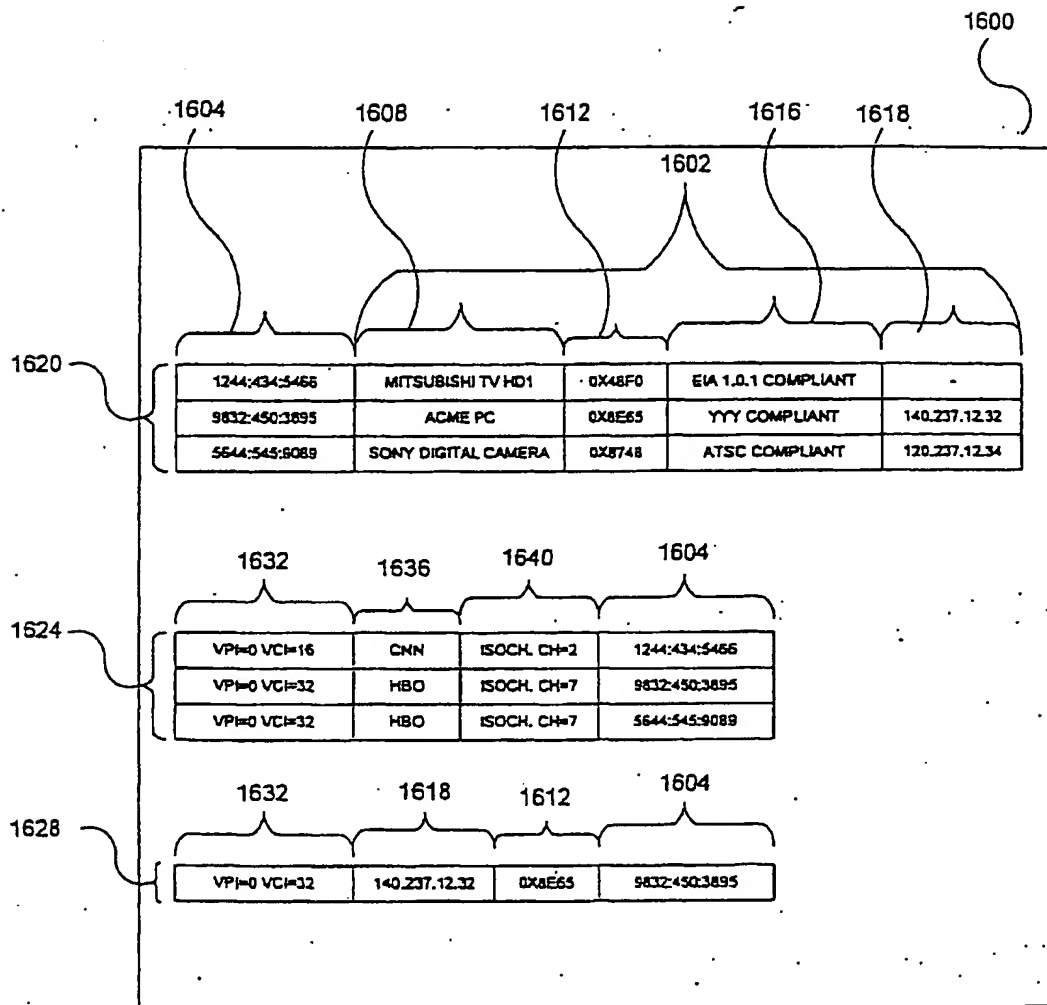 1600
1604 1608 1612 1616 1618
1602
1620
1244:434:5466 MITSUBISHI TV HD1 0X48F0 EIA 1.0.1 COMPLIANT -
9832:450:3895 ACME PC 0X8E65 YYY COMPLIANT 140.237.12.32
5644:545:9089 SONY DIGITAL CAMERA 0X8748 ATSC COMPLIANT 120.237.12.34
1632 1636 1640 1604
1624
VPI=0 VCI=16 CNN ISOCH. CH=2 1244:434:5466
VPI=0 VCI=32 HBO ISOCH. CH=7 9832:450:3895
VPI=0 VCI=32 HBO ISOCH. CH=7 5644:545:9089
1632 1618 1612 1604
1628
VPI=0 VCI=32 140.237.12.32 0X8E65 9832:450:3895